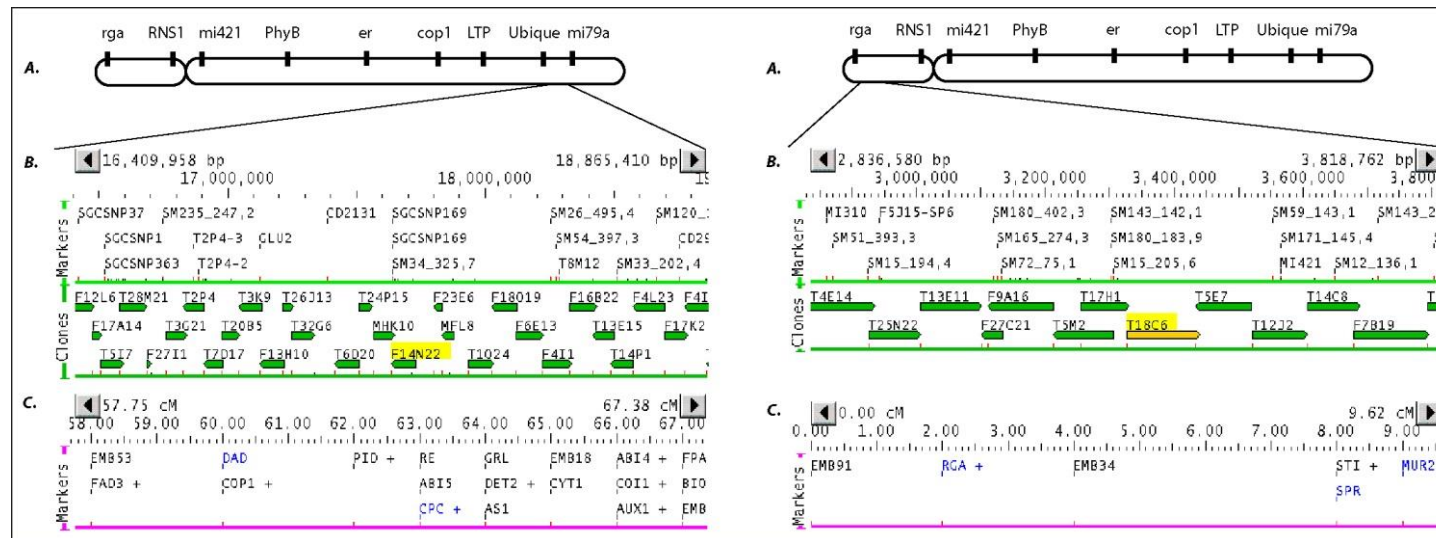 rga RNS1 mi421 PhyB er cop1 LTP Ubique mi79a
A.
B.
16,409,958 bp 18,865,410 bp
17,000,000 18,000,000
Markers
SGCSNP37 SM235_247,2 CD2131 SGCSNP169 SM26_495,4
SGCSNP1 T2P4-3 GLU2 SGCSNP169 SM54_397,3
SGCSNP363 T2P4-2 SM34_325,7 T8M12 SM33_202,4
Clones
F12L6 T28M21 T2P4 T3K9 T26J13 T24P15 F23E6 F18O19 F16B22 F4L23
F17A14 T3G21 T20B5 T32G6 MHK10 MFL8 F6E13 T13E15 F17K2
T5I7 F27I1 T7D17 F13H10 T6D20 F14N22 T1O24 F4I1 T14P1
C.
57.75 cM 67.38 cM
58.00 59.00 60.00 61.00 62.00 63.00 64.00 65.00 66.00 67.00
Markers
EMB53 DAD PID + RE GRL EMB18 ABI4 + FPA
FAD3 + COP1 + ABI5 DET2 + CYT1 COI1 + BIO
CPC + AS1 AUX1 + EMB
rga RNS1 mi421 PhyB er cop1 LTP Ubique mi79a
A.
B.
2,836,580 bp 3,818,762 bp
3,000,000 3,200,000 3,400,000 3,600,000
Markers
MI310 F5J15-SP6 SM180_402,3 SM143_142,1 SM59_143,1
SM51_393,3 SM165_274,3 SM180_183,9 SM171_145,4
SM15_194,4 SM72_75,1 SM15_205,6 MI421 SM12_136,1
Clones
T4E14 T13E11 F9A16 T17H1 T5E7 T14C8
T25N22 F27C21 T5M2 T18C6 T12J2 F7B19
C.
0.00 cM 9.62 cM
0.00 1.00 2.00 3.00 4.00 5.00 6.00 7.00 8.00 9.00
Markers
EMB91 RGA + EMB34 STI + MUR2
SPR